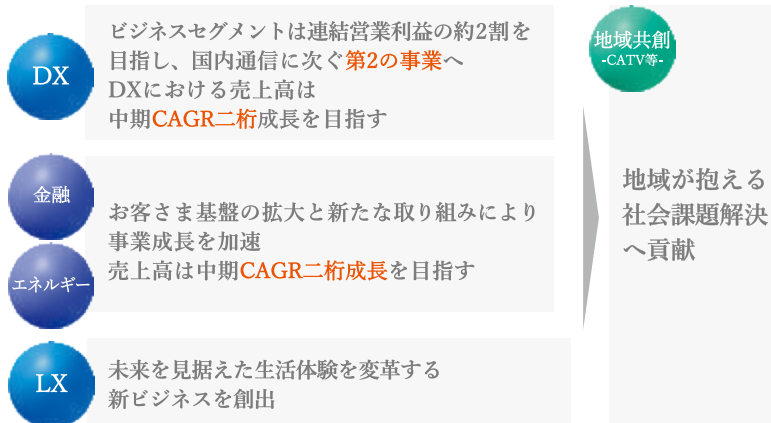 DX
ビジネスセグメントは連結営業利益の約2割を
目指し、国内通信に次ぐ第2の事業へ
DXにおける売上高は
中期CAGR二桁成長を目指す
金融
エネルギー
お客さま基盤の拡大と新たな取り組みにより
事業成長を加速
売上高は中期CAGR二桁成長を目指す
LX
未来を見据えた生活体験を変革する
新ビジネスを創出
地域共創
-CATV等-
地域が抱える
社会課題解決
へ貢献